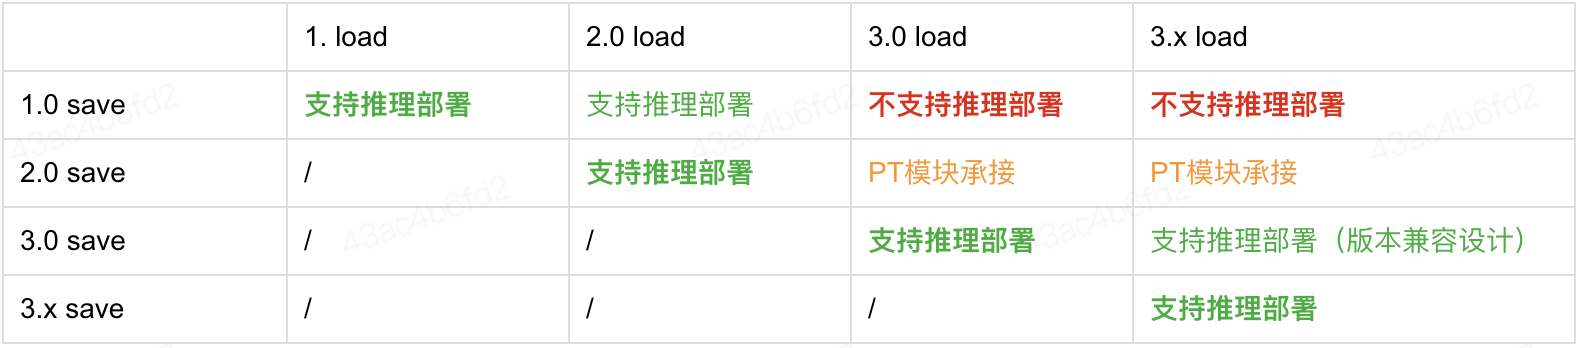 1. load 2.0 load 3.0 load 3.x load
1.0 save 支持推理部署 支持推理部署 不支持推理部署 不支持推理部署
2.0 save / 支持推理部署 PT模块承接 PT模块承接
3.0 save / / 支持推理部署 支持推理部署（版本兼容设计）
3.x save / / / 支持推理部署
43ac4b6fd2
43ac4b6fd2
43ac4b6fd2
43ac4b6fd2
43ac4b6fd2